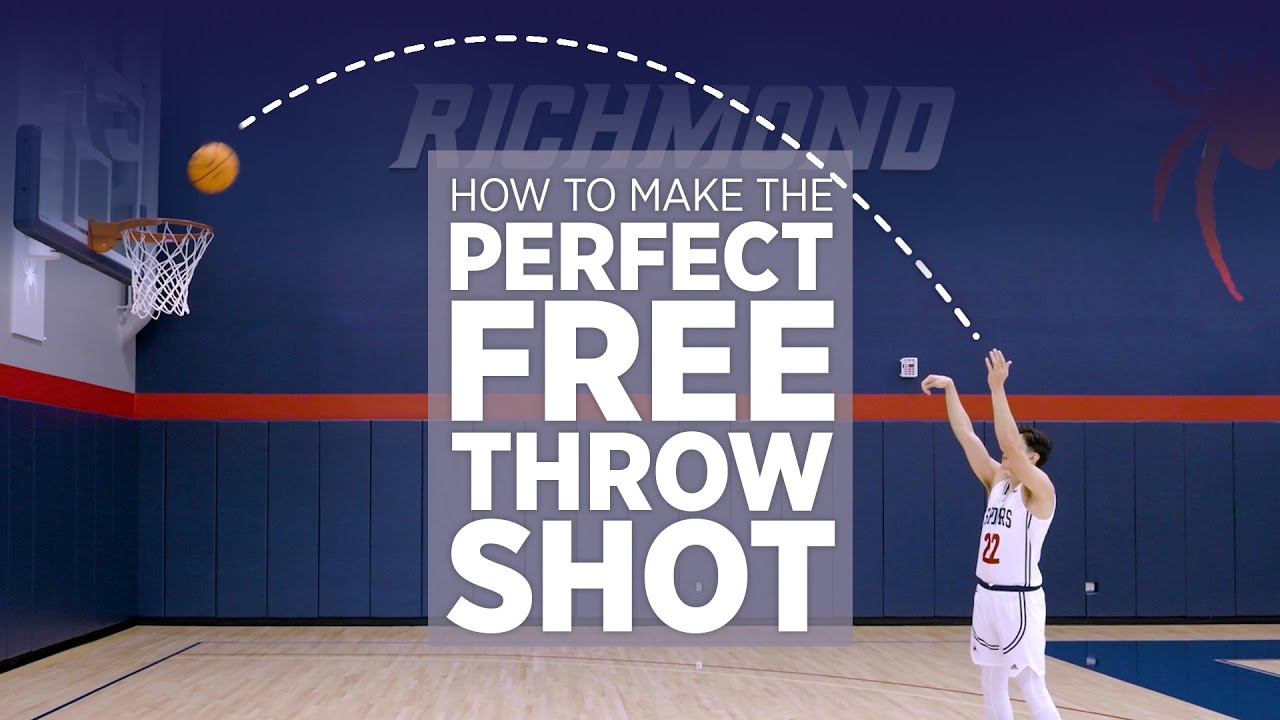 RICHMOND
HOW TO MAKE THE
PERFECT
FREE
THROW
SHOT
22